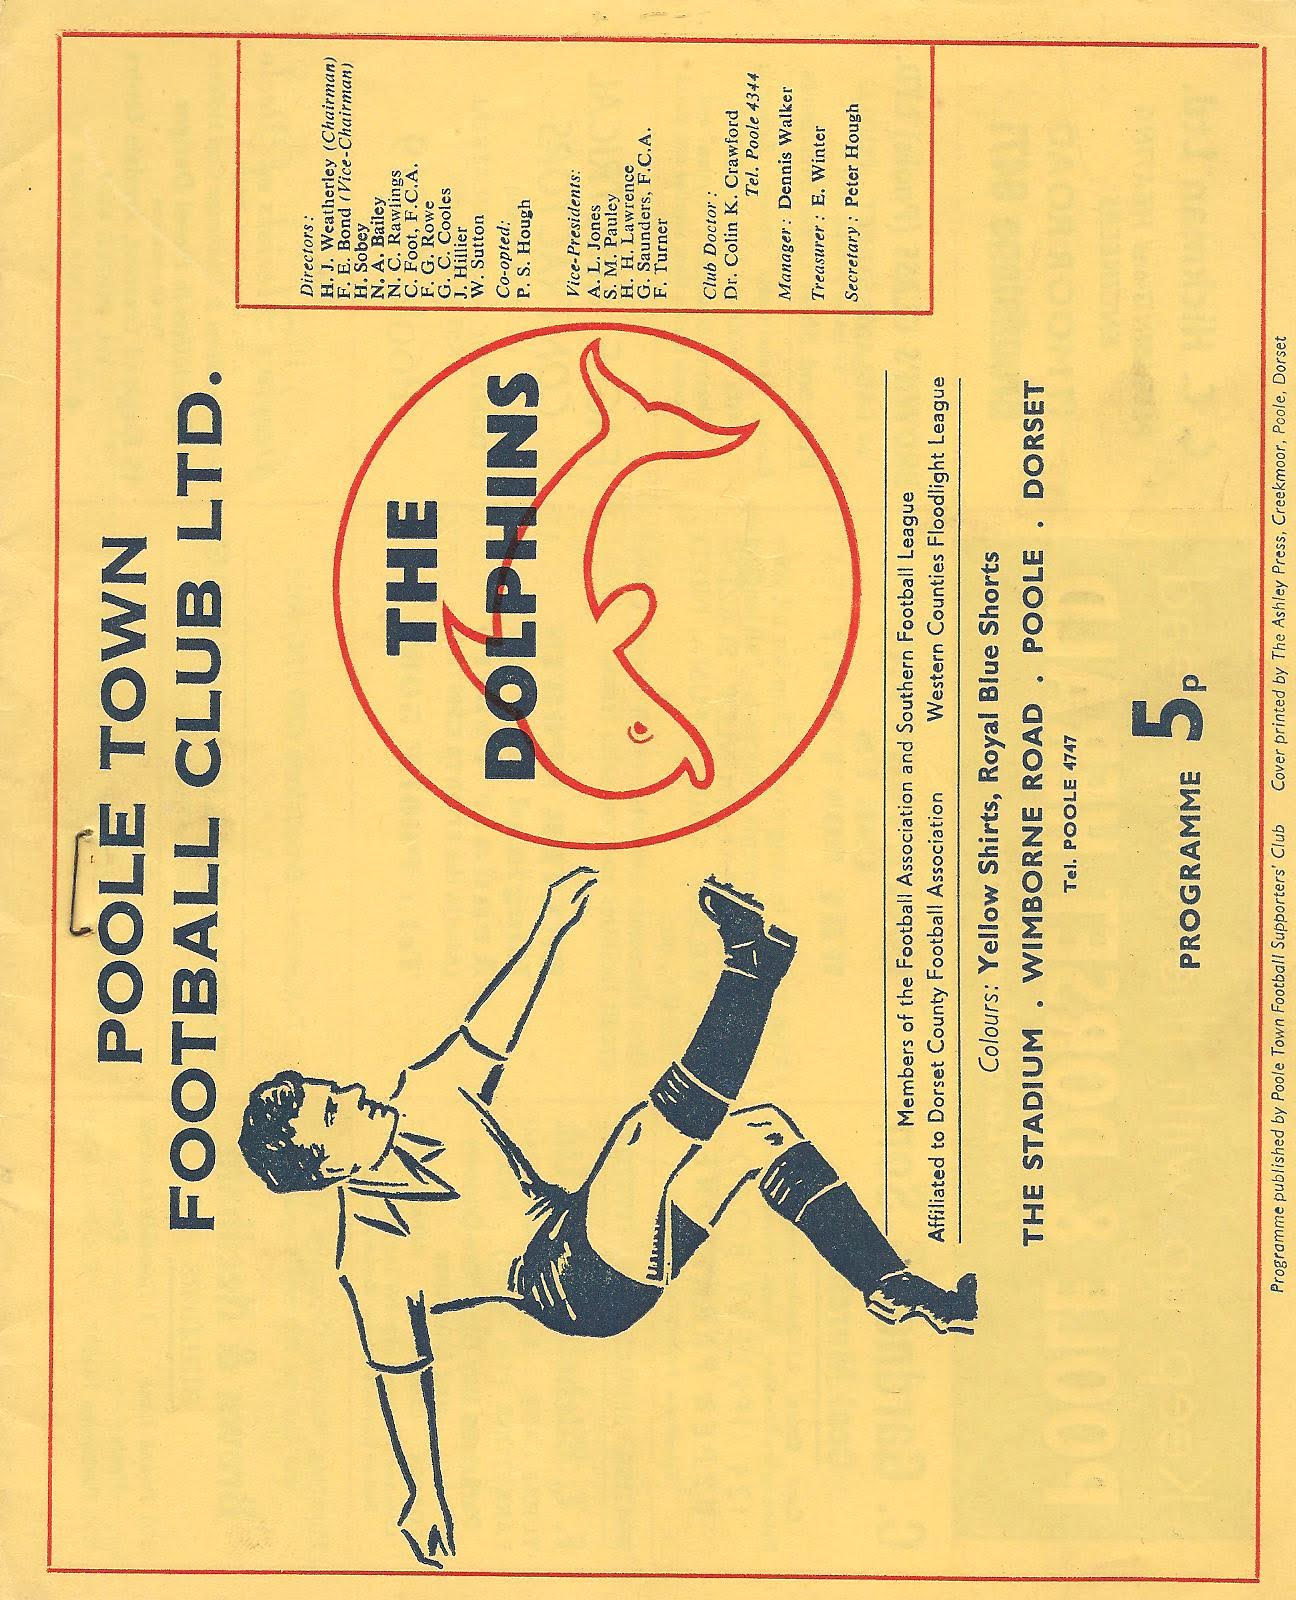 POOLE TOWN
FOOTBALL CLUB LTD.
THE
DOLPHINS
Directors:
H. J. Weatherley (Chairman)
F. E. Bond (Vice-Chairman)
H. Sobey
N. A. Bailey
N. C. Rawlings
C. Foot, F.C.A.
F. G. Rowe
G. C. Cooles
J. Hillier
W. Sutton
Co-opted:
P. S. Hough
Vice-Presidents:
A. L. Jones
S. M. Pauley
H. H. Lawrence
G. Saunders, F.C.A.
F. Turner
Club Doctor:
Dr. Colin K. Crawford
Tel. Poole 4344
Manager: Dennis Walker
Treasurer: E. Winter
Secretary: Peter Hough
Members of the Football Association and Southern Football League
Affiliated to Dorset County Football Association Western Counties Floodlight League
Colours: Yellow Shirts, Royal Blue Shorts
THE STADIUM . WIMBORNE ROAD . POOLE . DORSET
Tel. POOLE 4747
PROGRAMME 5p
Programme published by Poole Town Football Supporters' Club Cover printed by The Ashley Press, Creekmoor, Poole, Dorset